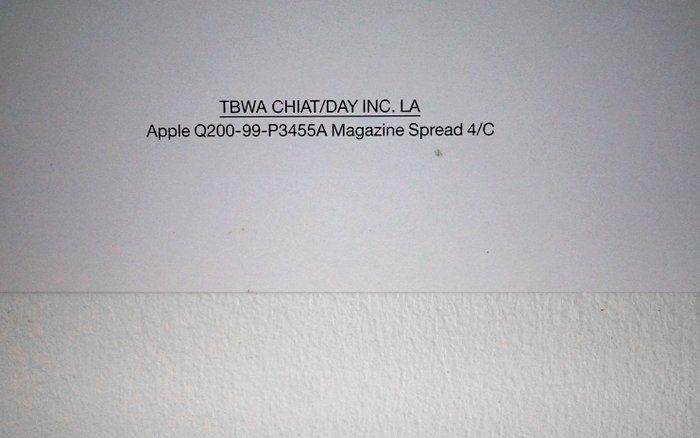 TBWA CHIAT/DAY INC. LA
Apple Q200-99-P3455A Magazine Spread 4/C